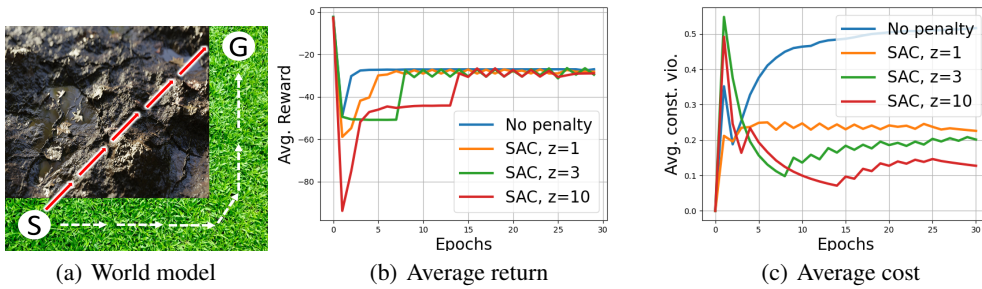 G
S
(a) World model
Avg. Reward
0
−20
−40
−60
−80
No penalty
SAC, z=1
SAC, z=3
SAC, z=10
0 5 10 15 20 25 30
Epochs
(b) Average return
Avg. const. vio.
0.5
0.4
0.3
0.2
0.1
0.0
No penalty
SAC, z=1
SAC, z=3
SAC, z=10
0 5 10 15 20 25 30
Epochs
(c) Average cost